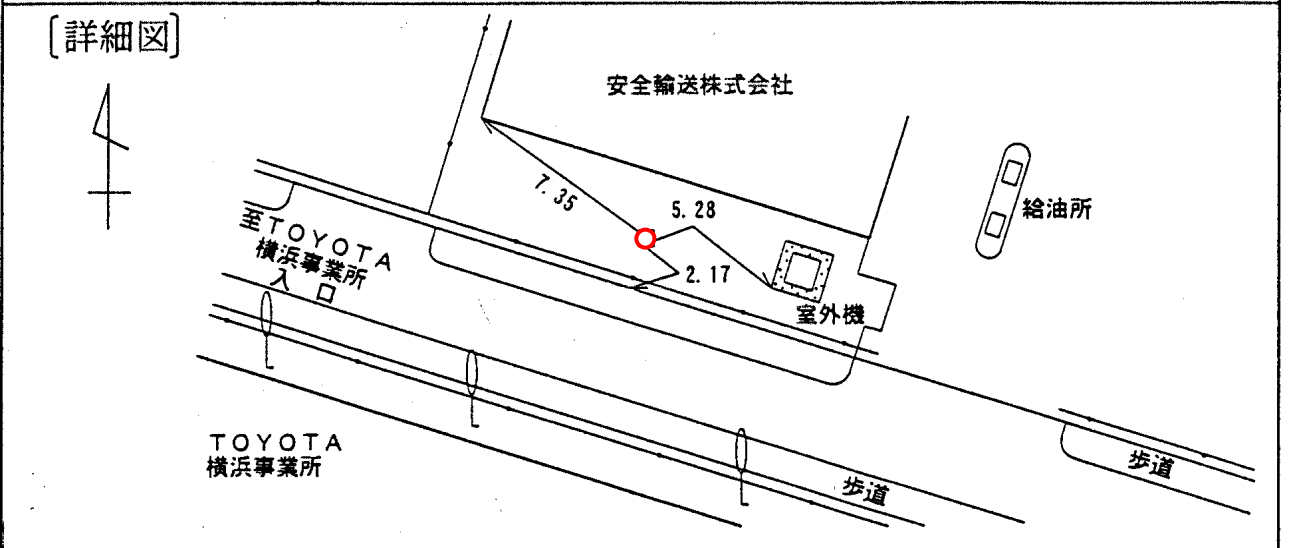 [詳細図]
安全輸送株式会社
7.35
5.28
給油所
至TOYOTA
横浜事業所
入口
2.17
室外機
TOYOTA
横浜事業所
歩道
歩道